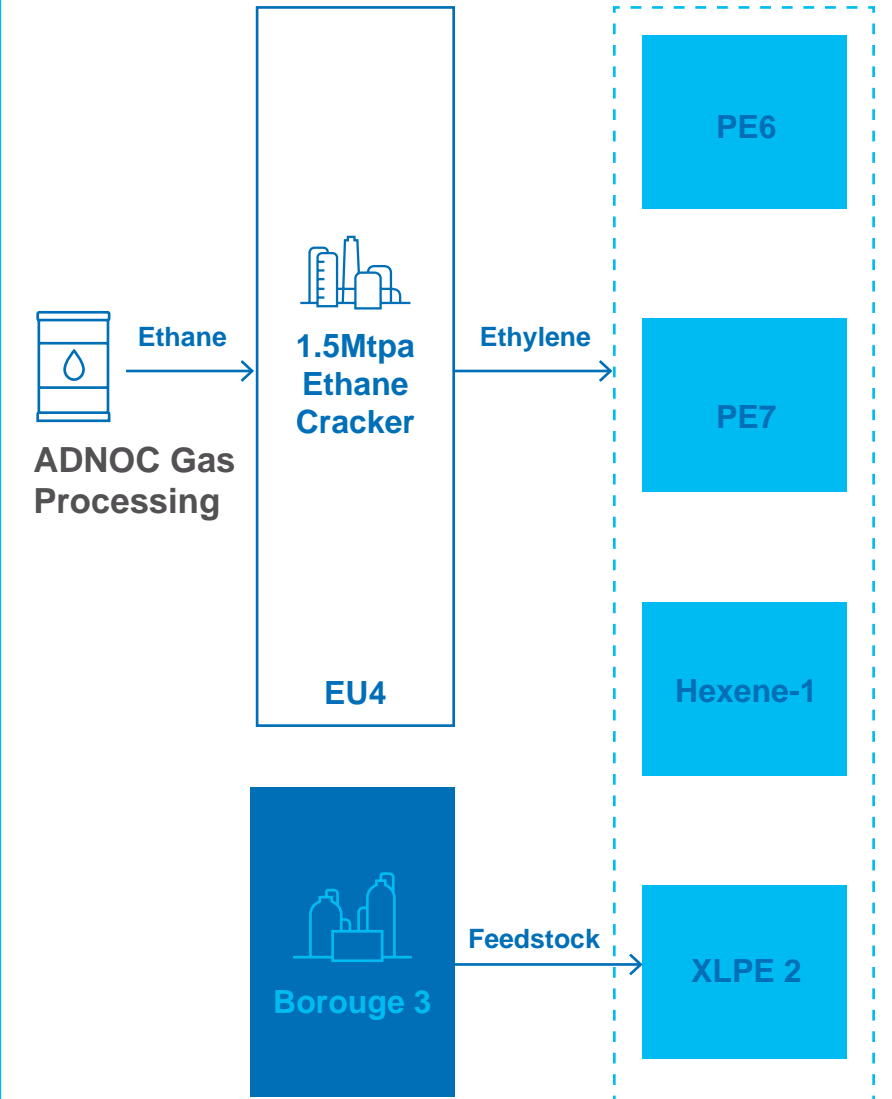 ADNOC Gas
Processing
Ethane
1.5Mtpa
Ethane
Cracker
EU4
Ethylene
PE6
PE7
Hexene-1
Borouge 3
Feedstock
XLPE 2